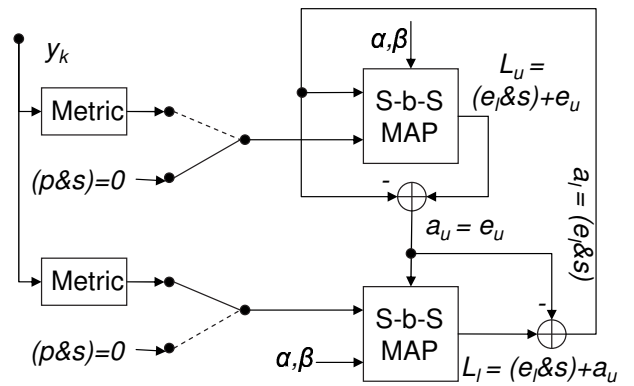 y_k
α,β
L_u =
(e_l&s)+e_u
Metric
S-b-S
MAP
(p&s)=0
-
a_u = e_u
a_l = (e_l&s)
Metric
S-b-S
MAP
-
(p&s)=0
α,β
L_l = (e_l&s)+a_u